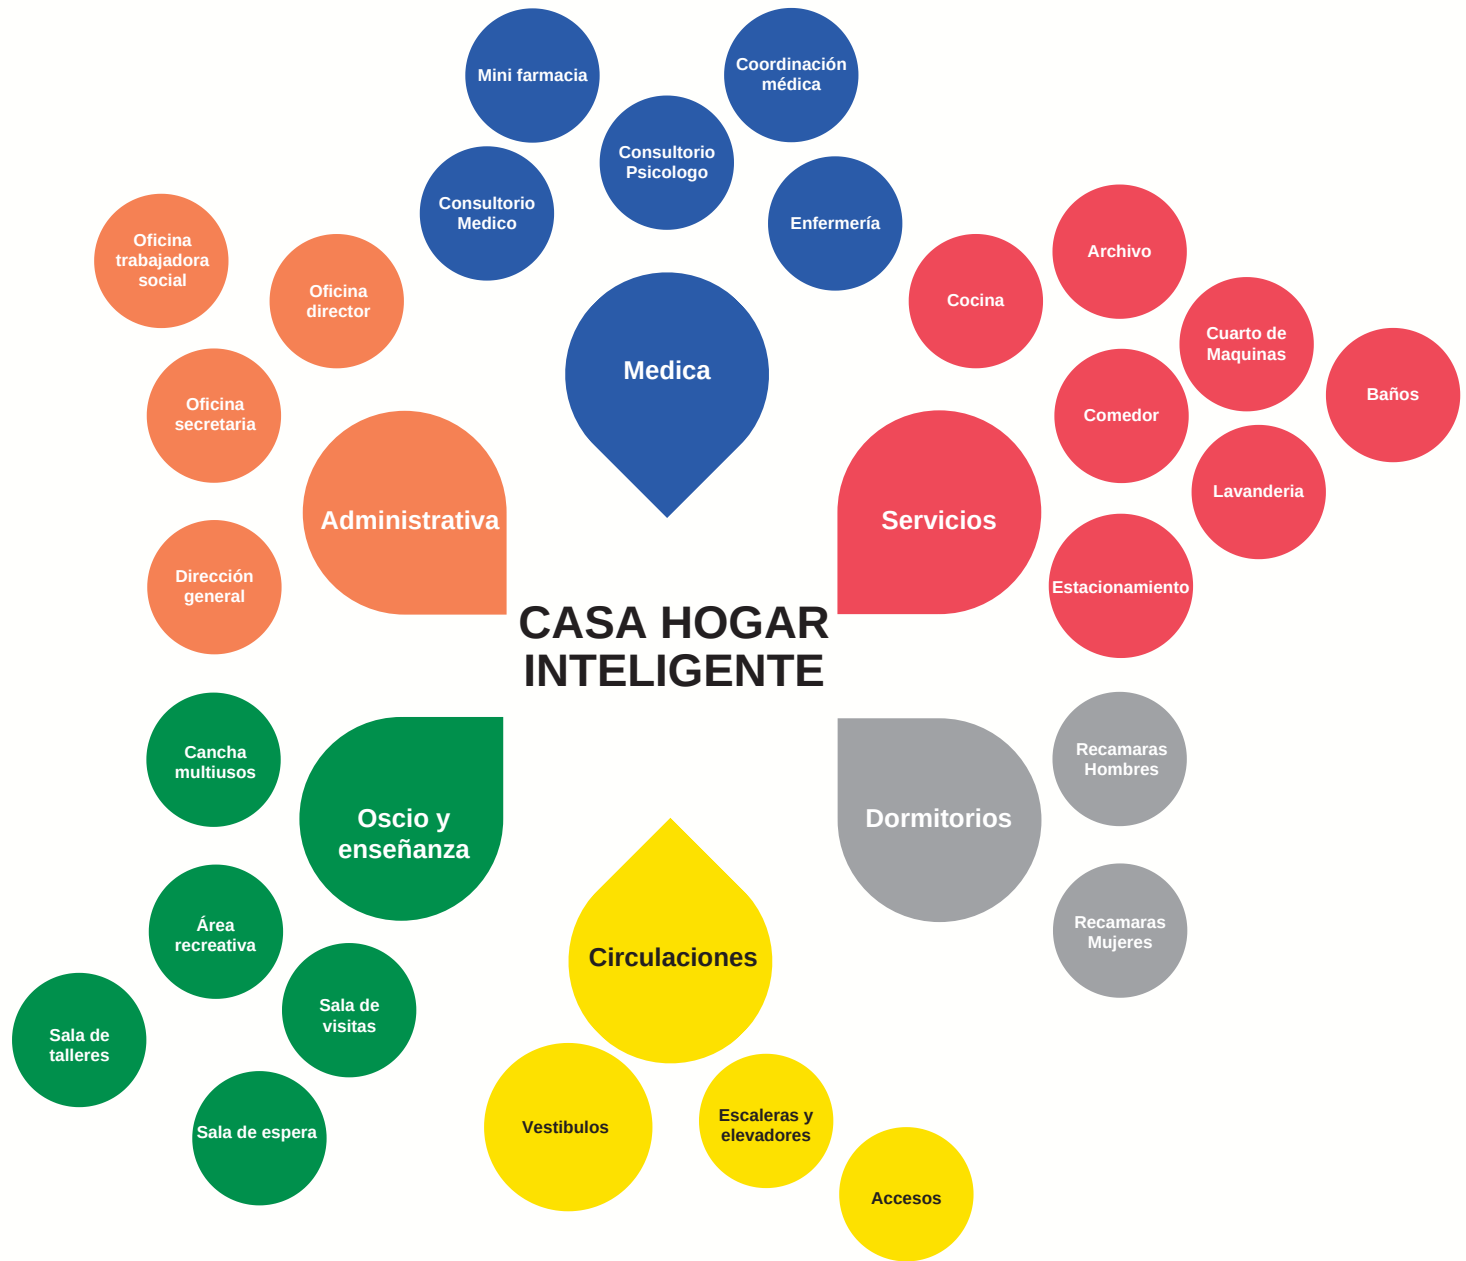 Mini farmacia
Coordinación
médica
Consultorio
Psicologo
Consultorio
Medico
Enfermería
Medica
Oficina
trabajadora
social
Oficina
director
Oficina
secretaria
Dirección
general
Administrativa
Cocina
Archivo
Cuarto de
Maquinas
Baños
Comedor
Lavanderia
Estacionamiento
Servicios
CASA HOGAR
INTELIGENTE
Cancha
multiusos
Oscio y
enseñanza
Área
recreativa
Sala de
visitas
Sala de
talleres
Sala de espera
Dormitorios
Recamaras
Hombres
Recamaras
Mujeres
Circulaciones
Vestibulos
Escaleras y
elevadores
Accesos